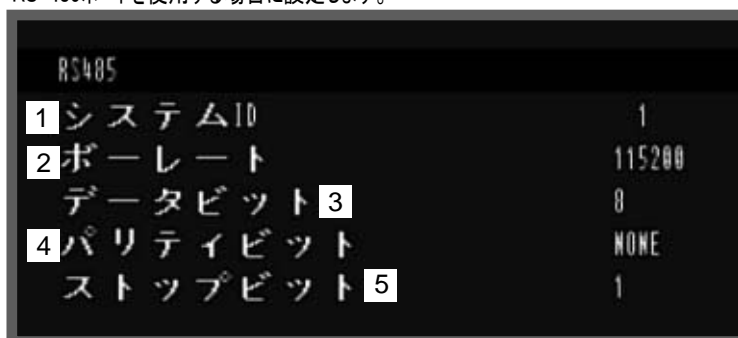 RS-485ポートを使用する場合に設定します。
RS485
1 システムID 1
2 ボーレート 115200
データビット 3 8
4 パリティビット NONE
ストップビット 5 1